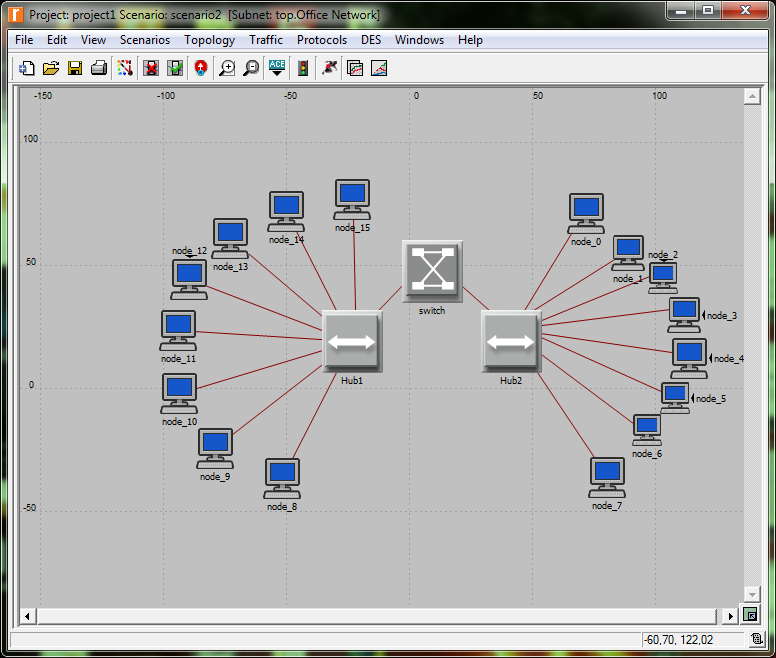 Project: project1 Scenario: scenario2 [Subnet: top.Office Network]
File Edit View Scenarios Topology Traffic Protocols DES Windows Help
ACE
-150 -100 -50 0 50 100
100
50
0
-50
node_15
node_14
node_13
node_12
node_11
node_10
node_9
node_8
Hub1
switch
Hub2
node_0
node_1
node_2
node_3
node_4
node_5
node_6
node_7
-60,70, 122,02